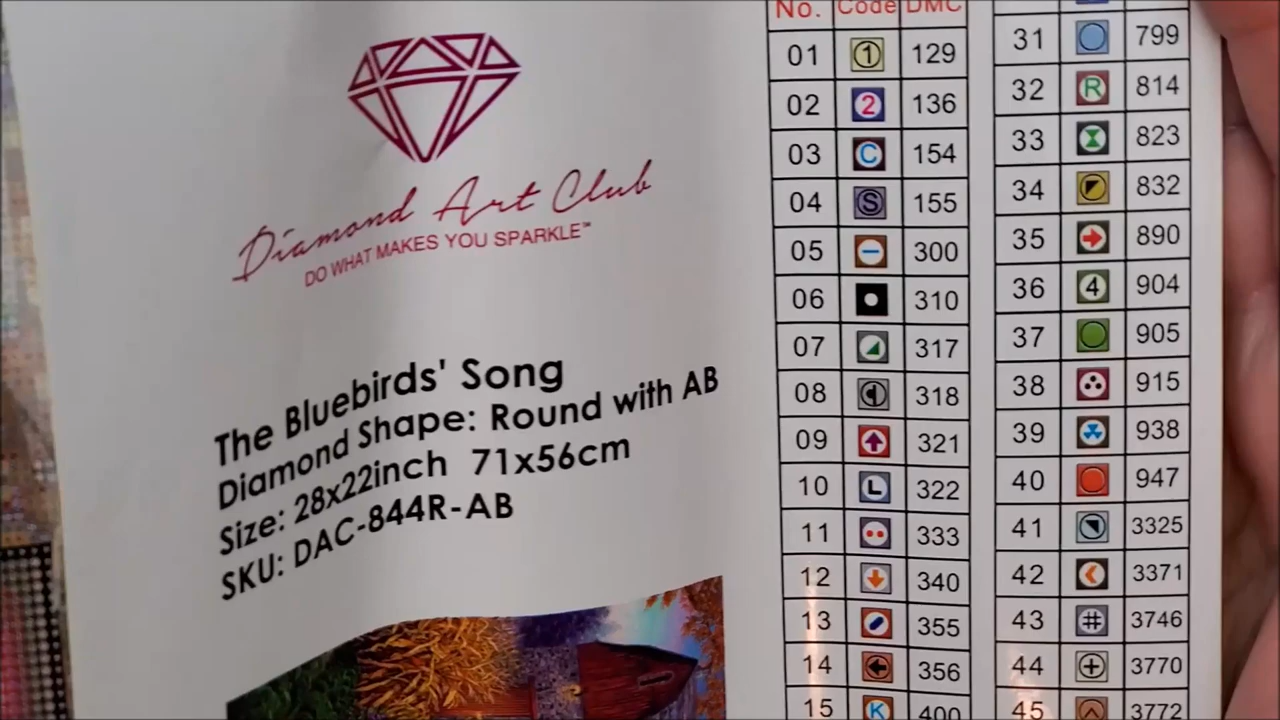 Diamond Art Club
DO WHAT MAKES YOU SPARKLE™
The Bluebirds' Song
Diamond Shape: Round with AB
Size: 28x22inch 71x56cm
SKU: DAC-844R-AB
No. Code DMC
01 1 129
02 2 136
03 C 154
04 S 155
05 300
06 310
07 317
08 318
09 321
10 L 322
11 333
12 340
13 355
14 356
15 K 400
31 799
32 R 814
33 823
34 832
35 890
36 4 904
37 905
38 915
39 938
40 947
41 3325
42 3371
43 # 3746
44 + 3770
45 3772